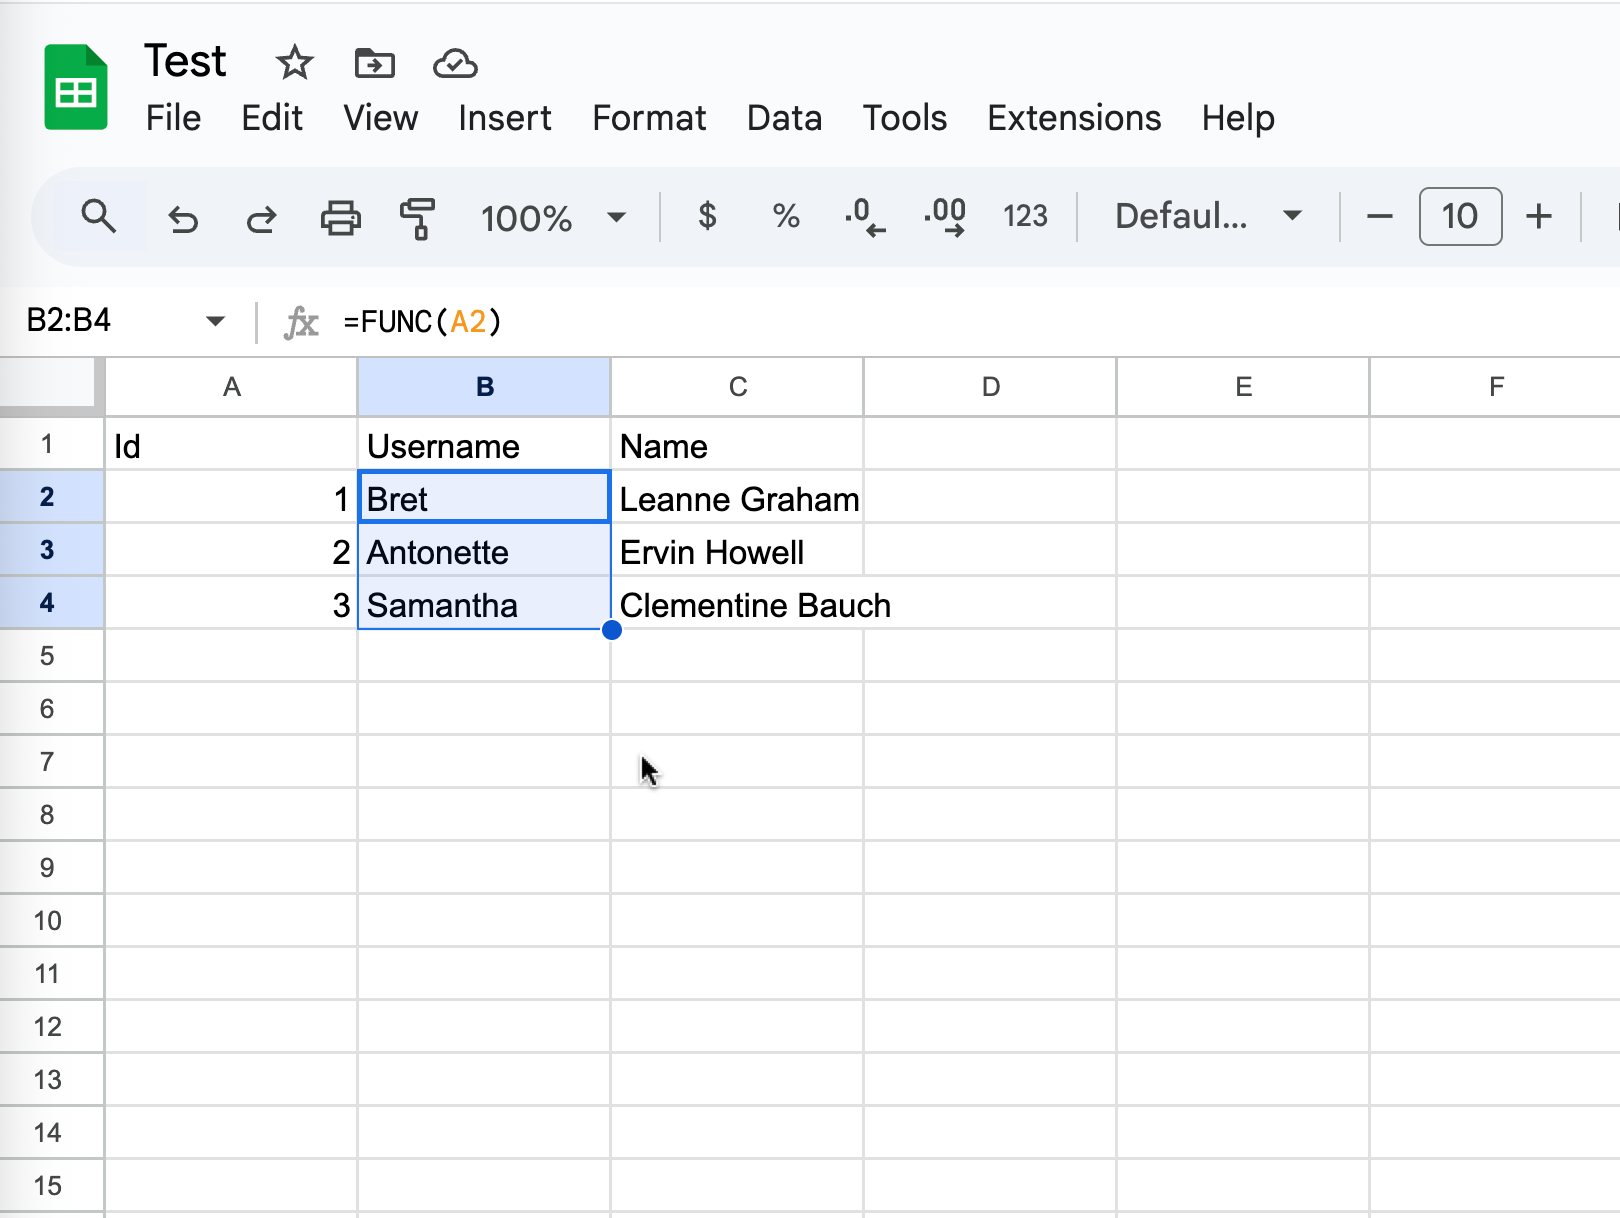 Test
File Edit View Insert Format Data Tools Extensions Help
100% $ % .0 .00 123 Defaul... 10
B2:B4 fx =FUNC(A2)
A B C D E F
1 Id Username Name
2 1 Bret Leanne Graham
3 2 Antonette Ervin Howell
4 3 Samantha Clementine Bauch
5
6
7
8
9
10
11
12
13
14
15